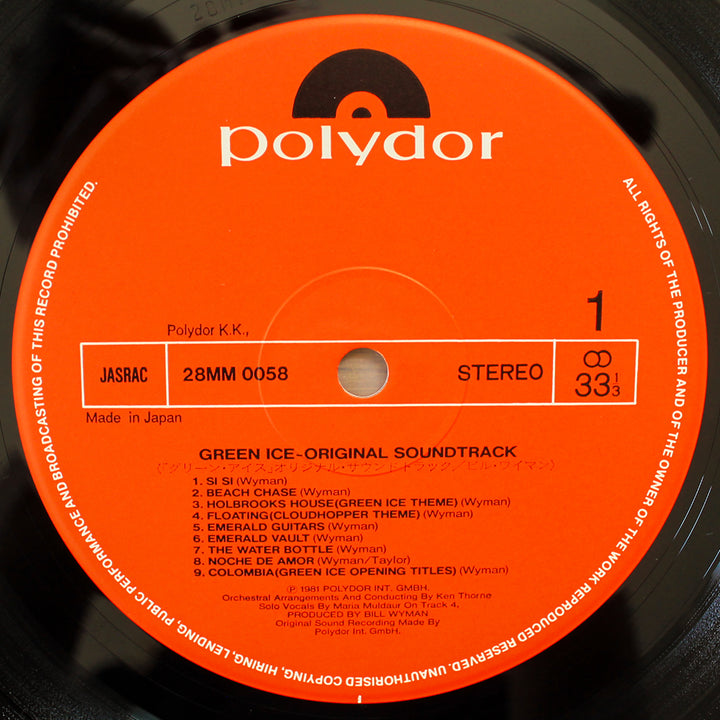 polydor
1
Polydor K.K.,
JASRAC
28MM 0058
STEREO
33 1/3
Made in Japan
GREEN ICE~ORIGINAL SOUNDTRACK
(「グリーン・アイス」オリジナル・サウンドトラック/ビル・ワイマン)
1. SI SI (Wyman)
2. BEACH CHASE (Wyman)
3. HOLBROOKS HOUSE(GREEN ICE THEME) (Wyman)
4. FLOATING(CLOUDHOPPER THEME) (Wyman)
5. EMERALD GUITARS (Wyman)
6. EMERALD VAULT (Wyman)
7. THE WATER BOTTLE (Wyman)
8. NOCHE DE AMOR (Wyman/Taylor)
9. COLOMBIA(GREEN ICE OPENING TITLES) (Wyman)
Ⓟ 1981 POLYDOR INT. GMBH.
Orchestral Arrangements And Conducting By Ken Thorne
Solo Vocals By Maria Muldaur On Track 4,
PRODUCED BY BILL WYMAN
Original Sound Recording Made By
Polydor Int. GmbH.
ALL RIGHTS OF THE PRODUCER AND OF THE OWNER OF THE WORK REPRODUCED RESERVED. UNAUTHORISED COPYING, HIRING, LENDING, PUBLIC PERFORMANCE AND BROADCASTING OF THIS RECORD PROHIBITED.